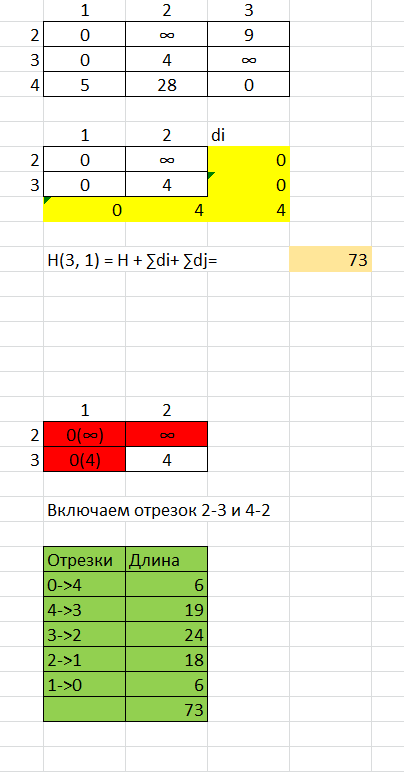 1 2 3
2 0 ∞ 9
3 0 4 ∞
4 5 28 0
1 2 di
2 0 ∞ 0
3 0 4 0
0 4 4
H(3, 1) = H + ∑di+ ∑dj= 73
1 2
2 0(∞) ∞
3 0(4) 4
Включаем отрезок 2-3 и 4-2
Отрезки Длина
0->4 6
4->3 19
3->2 24
2->1 18
1->0 6
73